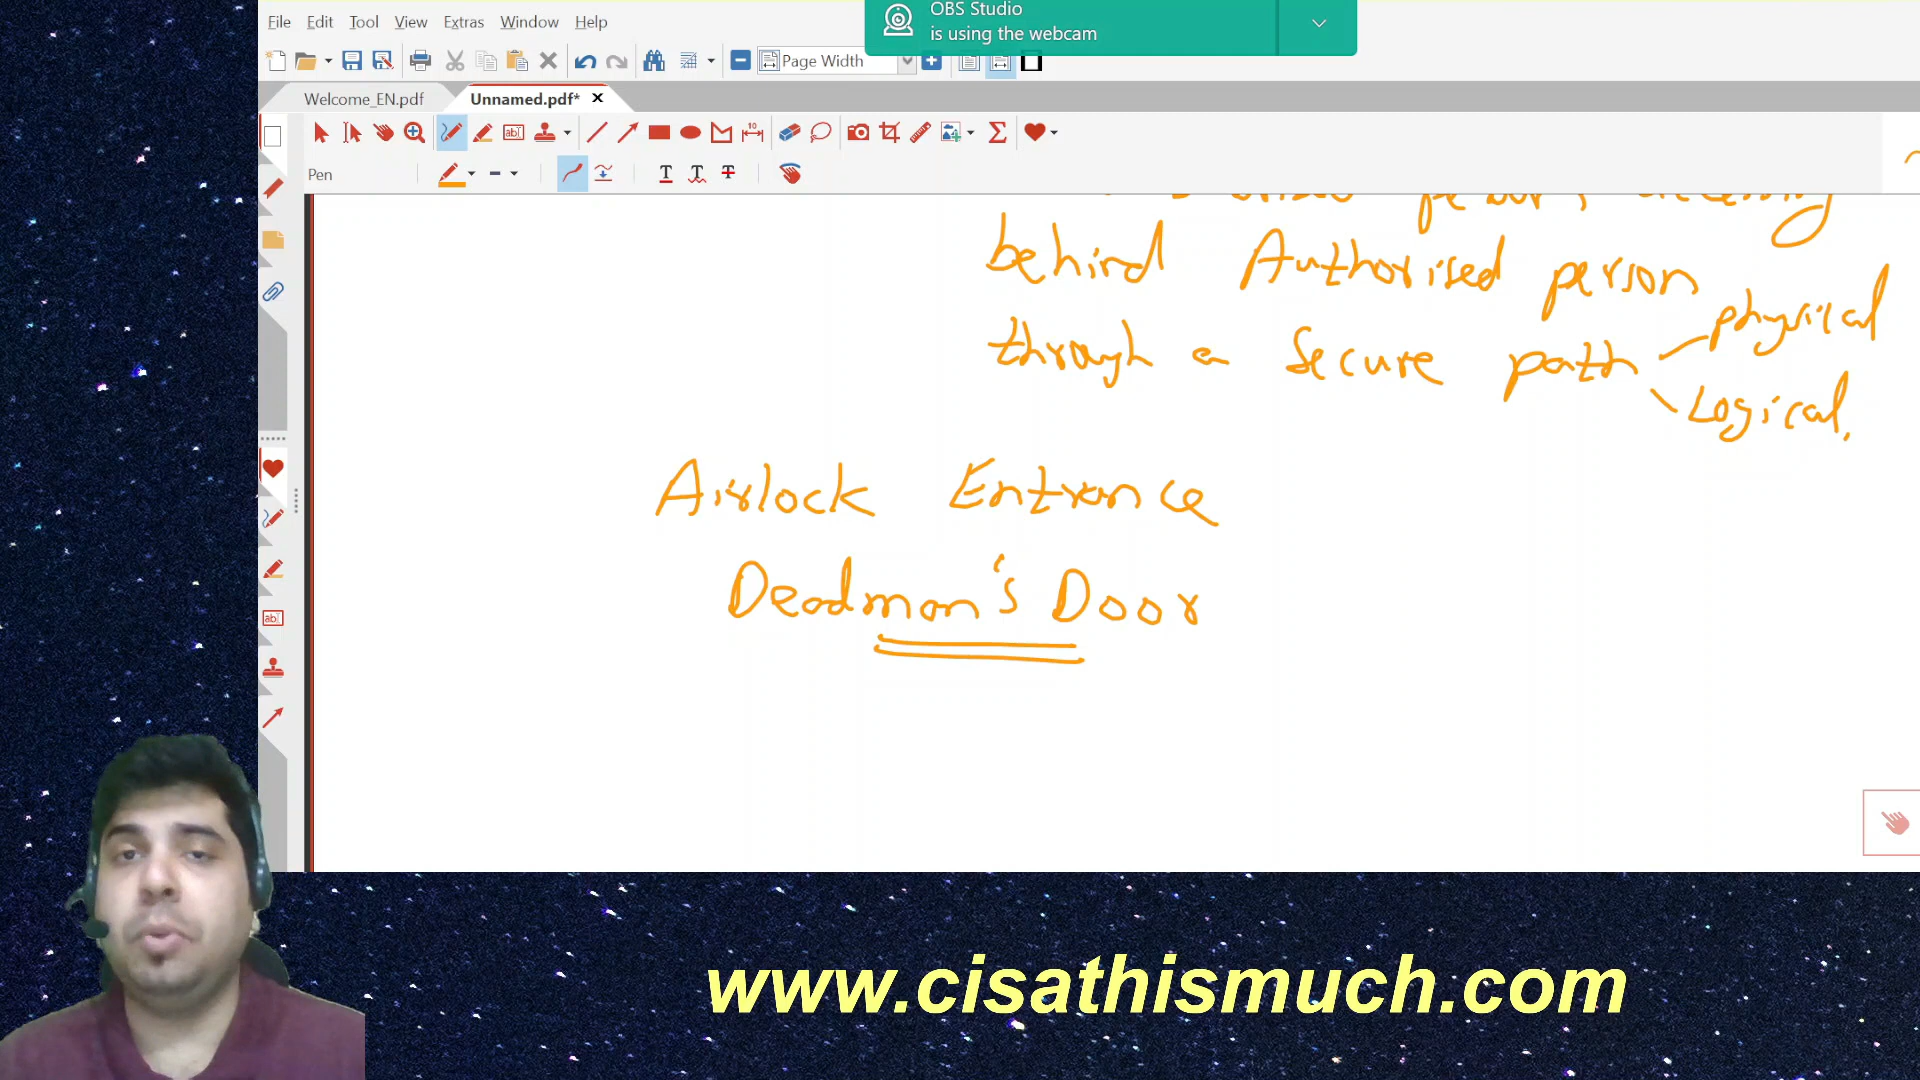 OBS Studio
is using the webcam
File Edit Tool View Extras Window Help
Page Width
Welcome_EN.pdf Unnamed.pdf*
Pen
behind Authorised person
through a Secure path physical
Logical.
Airlock Entrance
Deadman's Door
www.cisathismuch.com